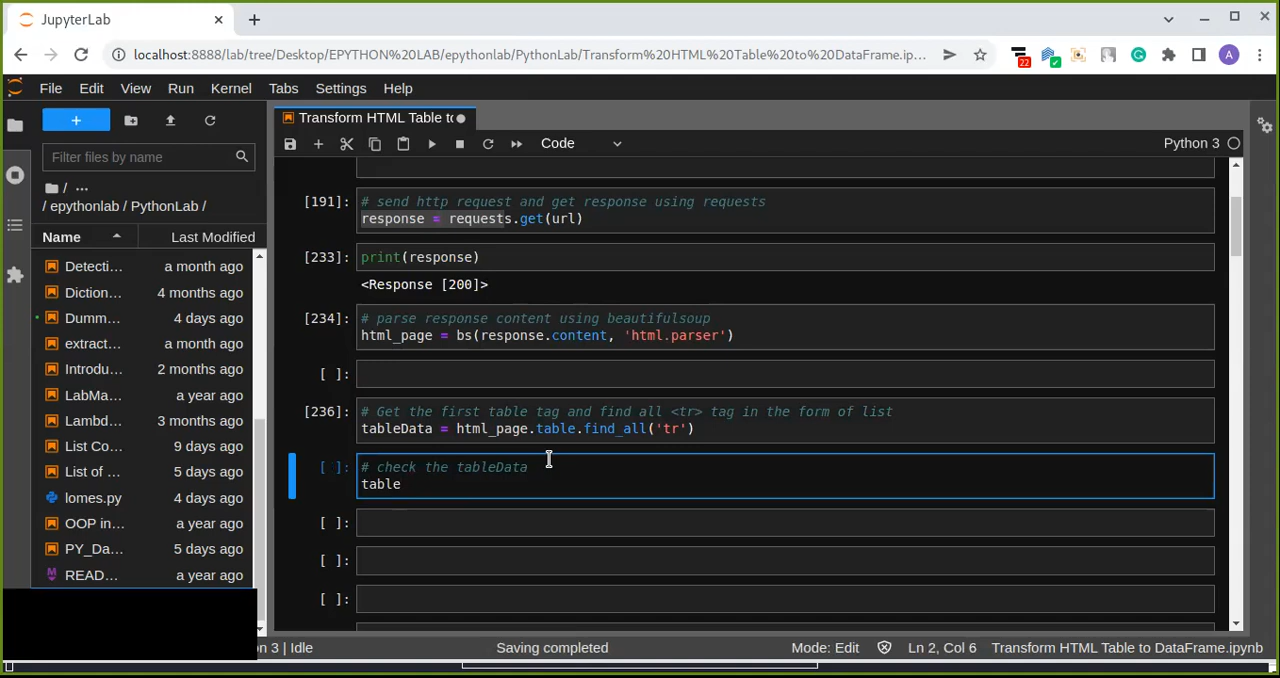 JupyterLab
localhost:8888/lab/tree/Desktop/EPYTHON%20LAB/epythonlab/PythonLab/Transform%20HTML%20Table%20to%20DataFrame.ip...
22
A
File Edit View Run Kernel Tabs Settings Help
Filter files by name
/ ...
/ epythonlab / PythonLab /
Name Last Modified
Detecti... a month ago
Diction... 4 months ago
Dumm... 4 days ago
extract... a month ago
Introdu... 2 months ago
LabMa... a year ago
Lambd... 3 months ago
List Co... 9 days ago
List of ... 5 days ago
lomes.py 4 days ago
OOP in... a year ago
PY_Da... 5 days ago
READ... a year ago
Transform HTML Table to
Code
Python 3
[191]: # send http request and get response using requests
response = requests.get(url)
[233]: print(response)
<Response [200]>
[234]: # parse response content using beautifulsoup
html_page = bs(response.content, 'html.parser')
[ ]:
[236]: # Get the first table tag and find all <tr> tag in the form of list
tableData = html_page.table.find_all('tr')
[ ]: # check the tableData
table
[ ]:
[ ]:
[ ]:
n 3 | Idle Saving completed Mode: Edit Ln 2, Col 6 Transform HTML Table to DataFrame.ipynb